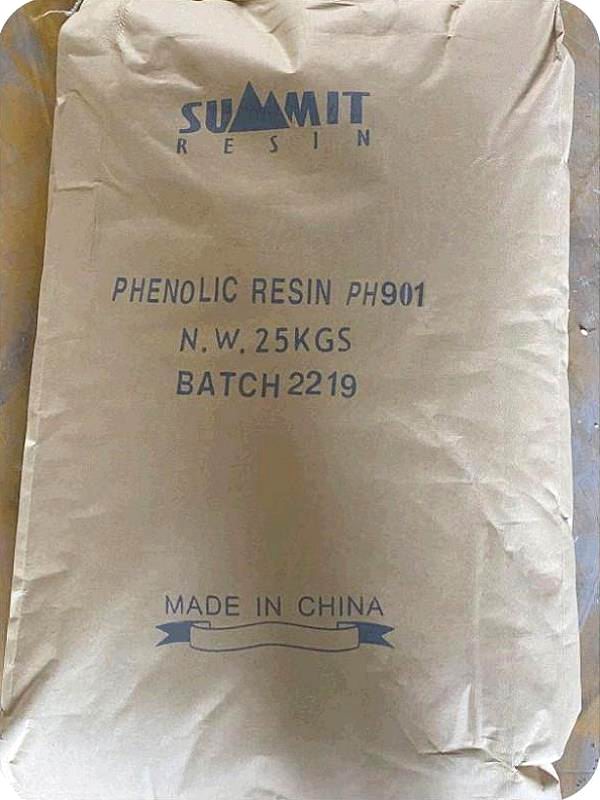 SUMMIT
RESIN
PHENOLIC RESIN PH901
N.W. 25KGS
BATCH 2219
MADE IN CHINA